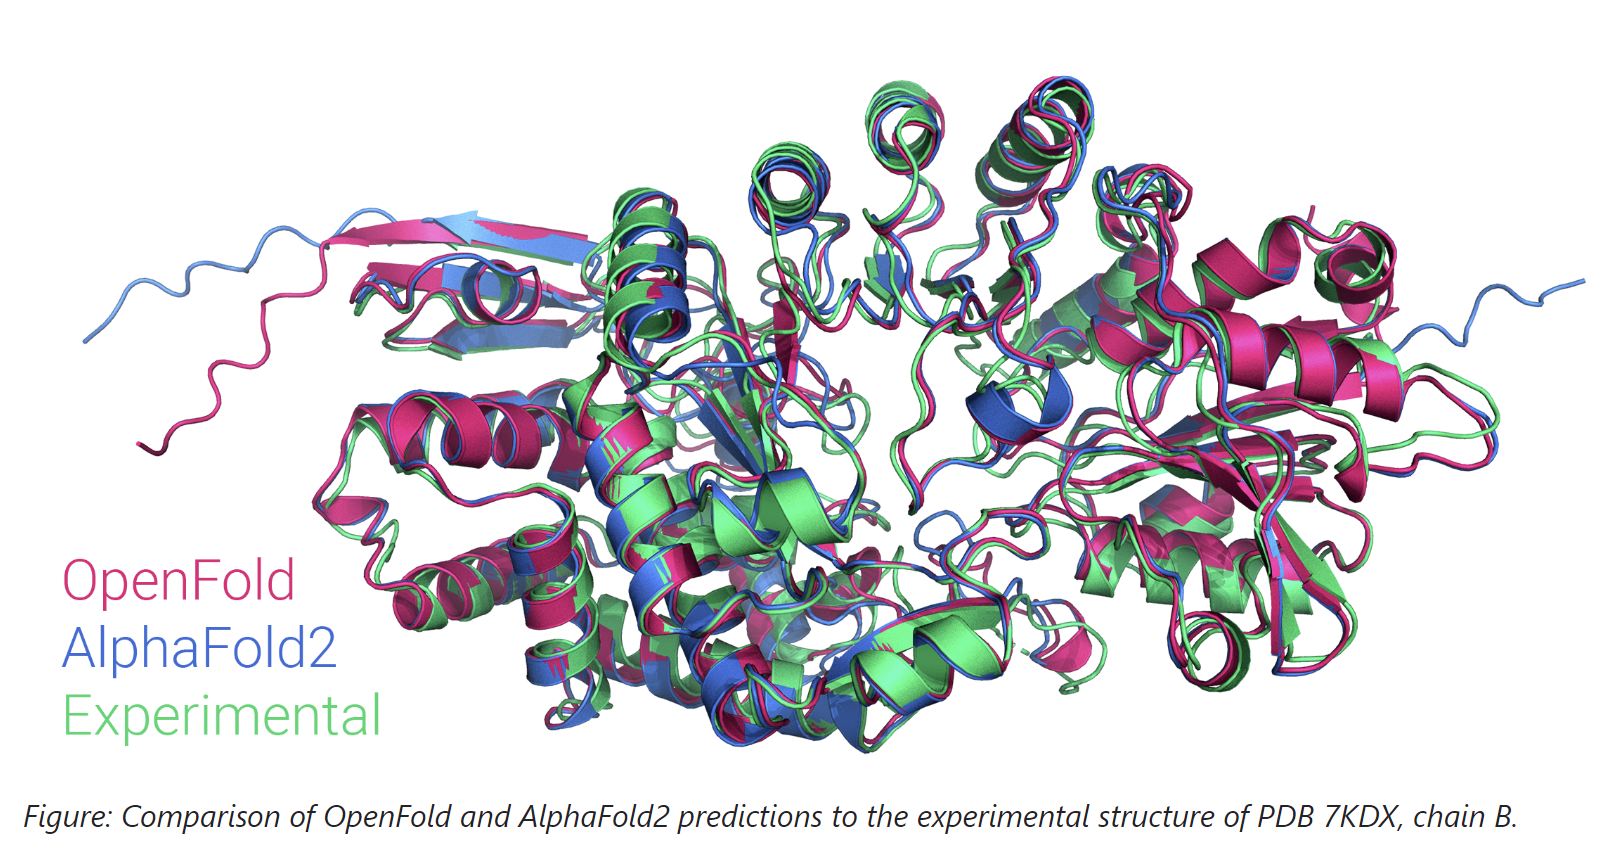 OpenFold
AlphaFold2
Experimental
Figure: Comparison of OpenFold and AlphaFold2 predictions to the experimental structure of PDB 7KDX, chain B.